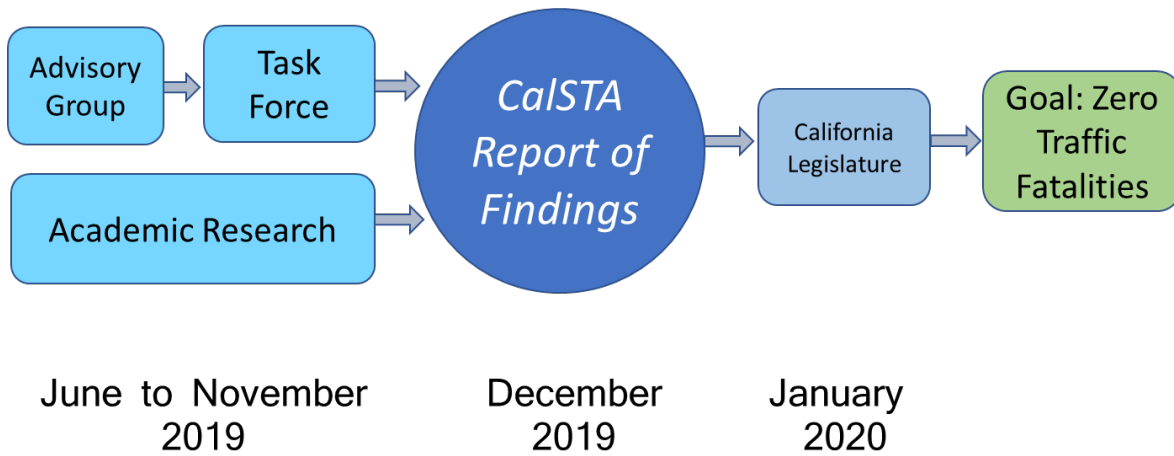 Advisory
Group
Task
Force
Academic Research
CalSTA
Report of
Findings
California
Legislature
Goal: Zero
Traffic
Fatalities
June to November
2019
December
2019
January
2020